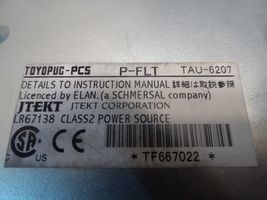 TOYOPUC-PCS P-FLT TAU-6207
DETAILS TO INSTRUCTION MANUAL 詳細は取説参照
Licenced by ELAN. (a SCHMERSAL company)
JTEKT JTEKT CORPORATION
LR67138 CLASS2 POWER SOURCE
SA CE
* TF667022 *